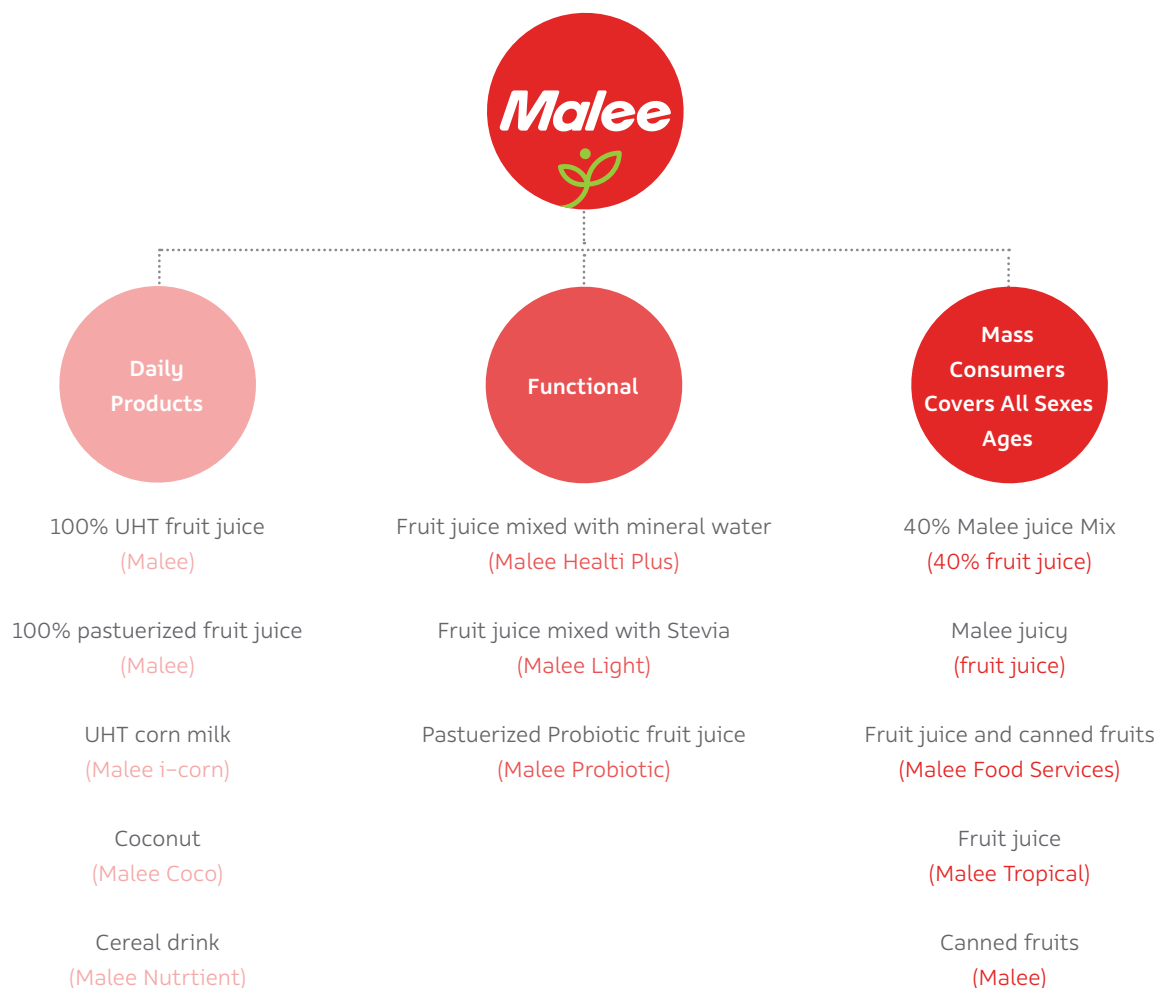 Malee
Daily
Products
100% UHT fruit juice
(Malee)
100% pastuerized fruit juice
(Malee)
UHT corn milk
(Malee i-corn)
Coconut
(Malee Coco)
Cereal drink
(Malee Nutrtient)
Functional
Fruit juice mixed with mineral water
(Malee Healti Plus)
Fruit juice mixed with Stevia
(Malee Light)
Pastuerized Probiotic fruit juice
(Malee Probiotic)
Mass
Consumers
Covers All Sexes
Ages
40% Malee juice Mix
(40% fruit juice)
Malee juicy
(fruit juice)
Fruit juice and canned fruits
(Malee Food Services)
Fruit juice
(Malee Tropical)
Canned fruits
(Malee)